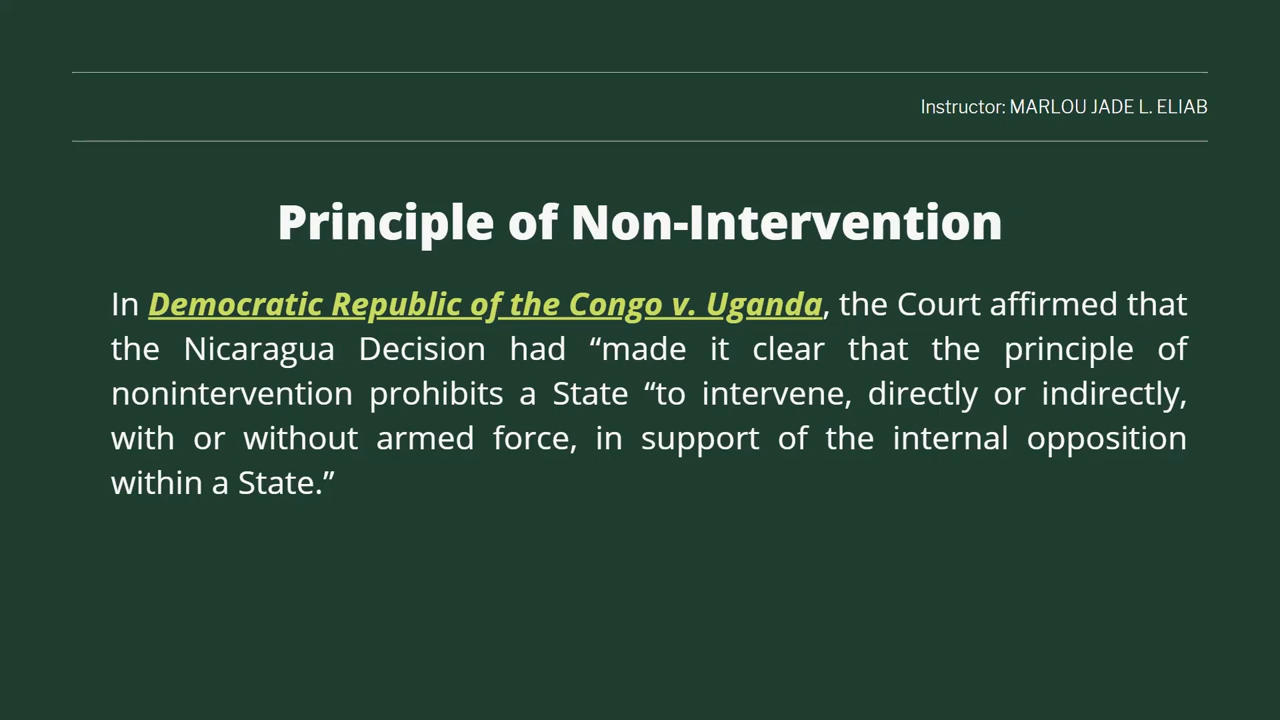 Instructor: MARLOU JADE L. ELIAB
Principle of Non-Intervention
In Democratic Republic of the Congo v. Uganda, the Court affirmed that
the Nicaragua Decision had “made it clear that the principle of
nonintervention prohibits a State “to intervene, directly or indirectly,
with or without armed force, in support of the internal opposition
within a State.”